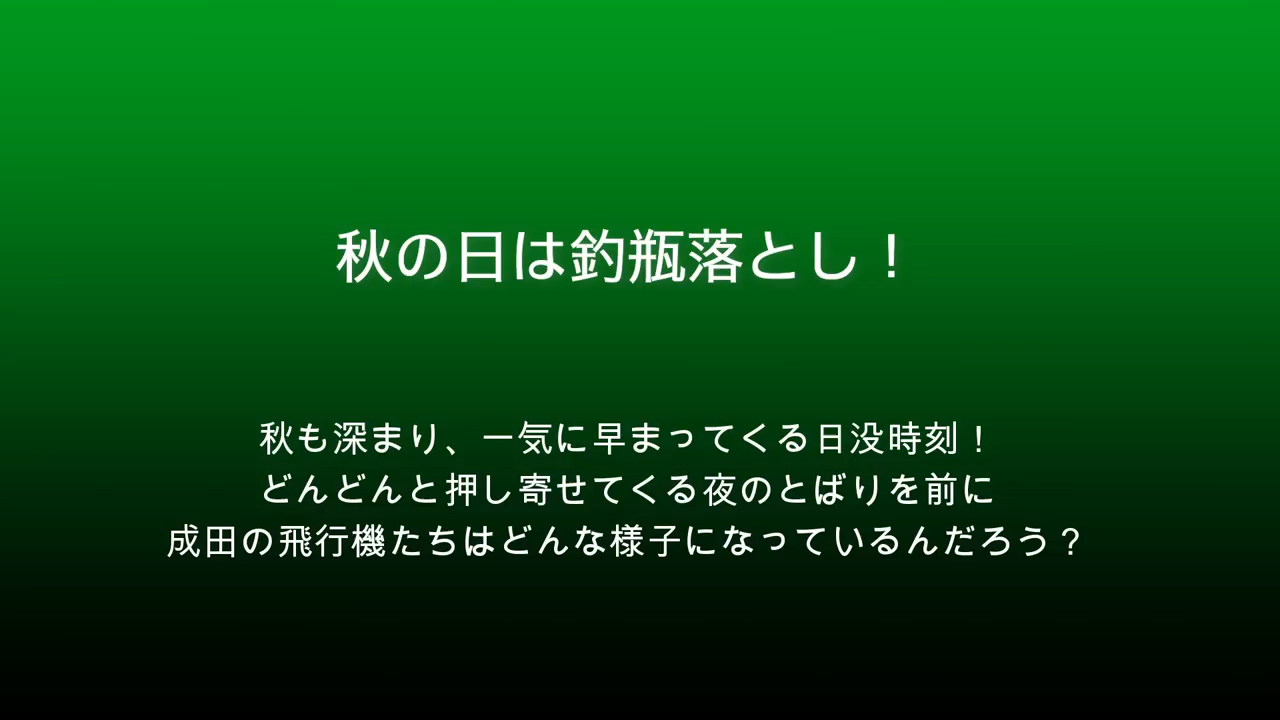 秋の日は釣瓶落とし！
秋も深まり、一気に早まってくる日没時刻！
どんどんと押し寄せてくる夜のとばりを前に
成田の飛行機たちはどんな様子になっているんだろう？